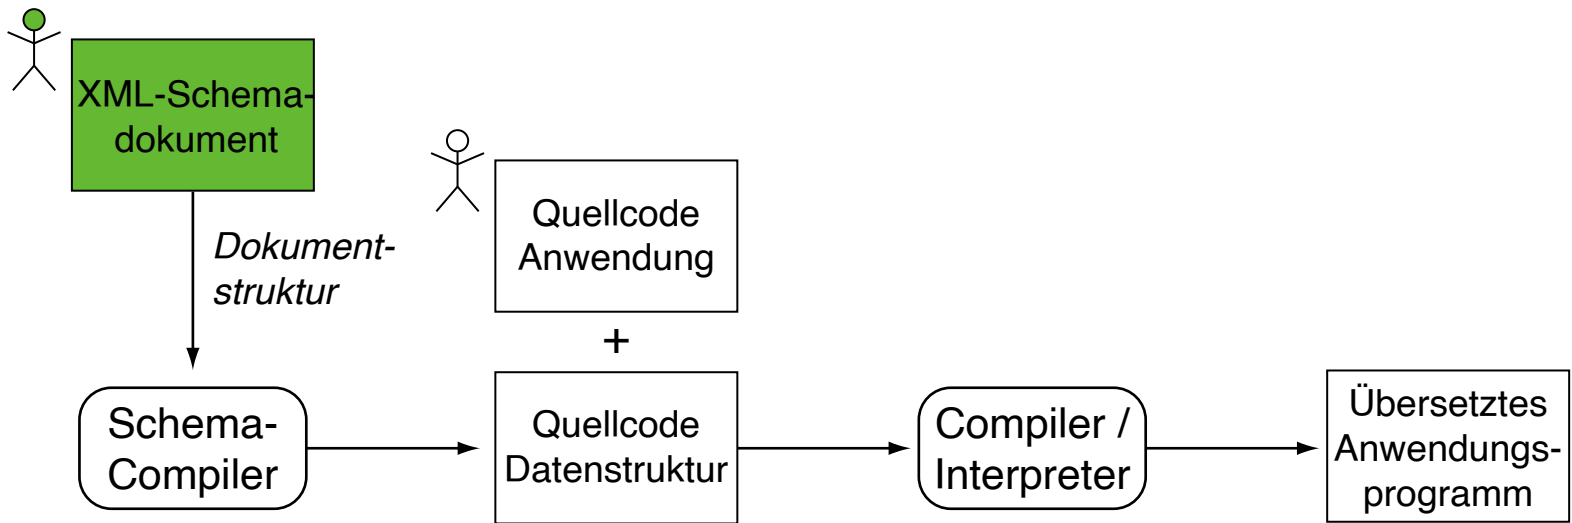 XML-Schema-
dokument
Dokument-
struktur
Quellcode
Anwendung
+
Schema-
Compiler
Quellcode
Datenstruktur
Compiler /
Interpreter
Übersetztes
Anwendungs-
programm